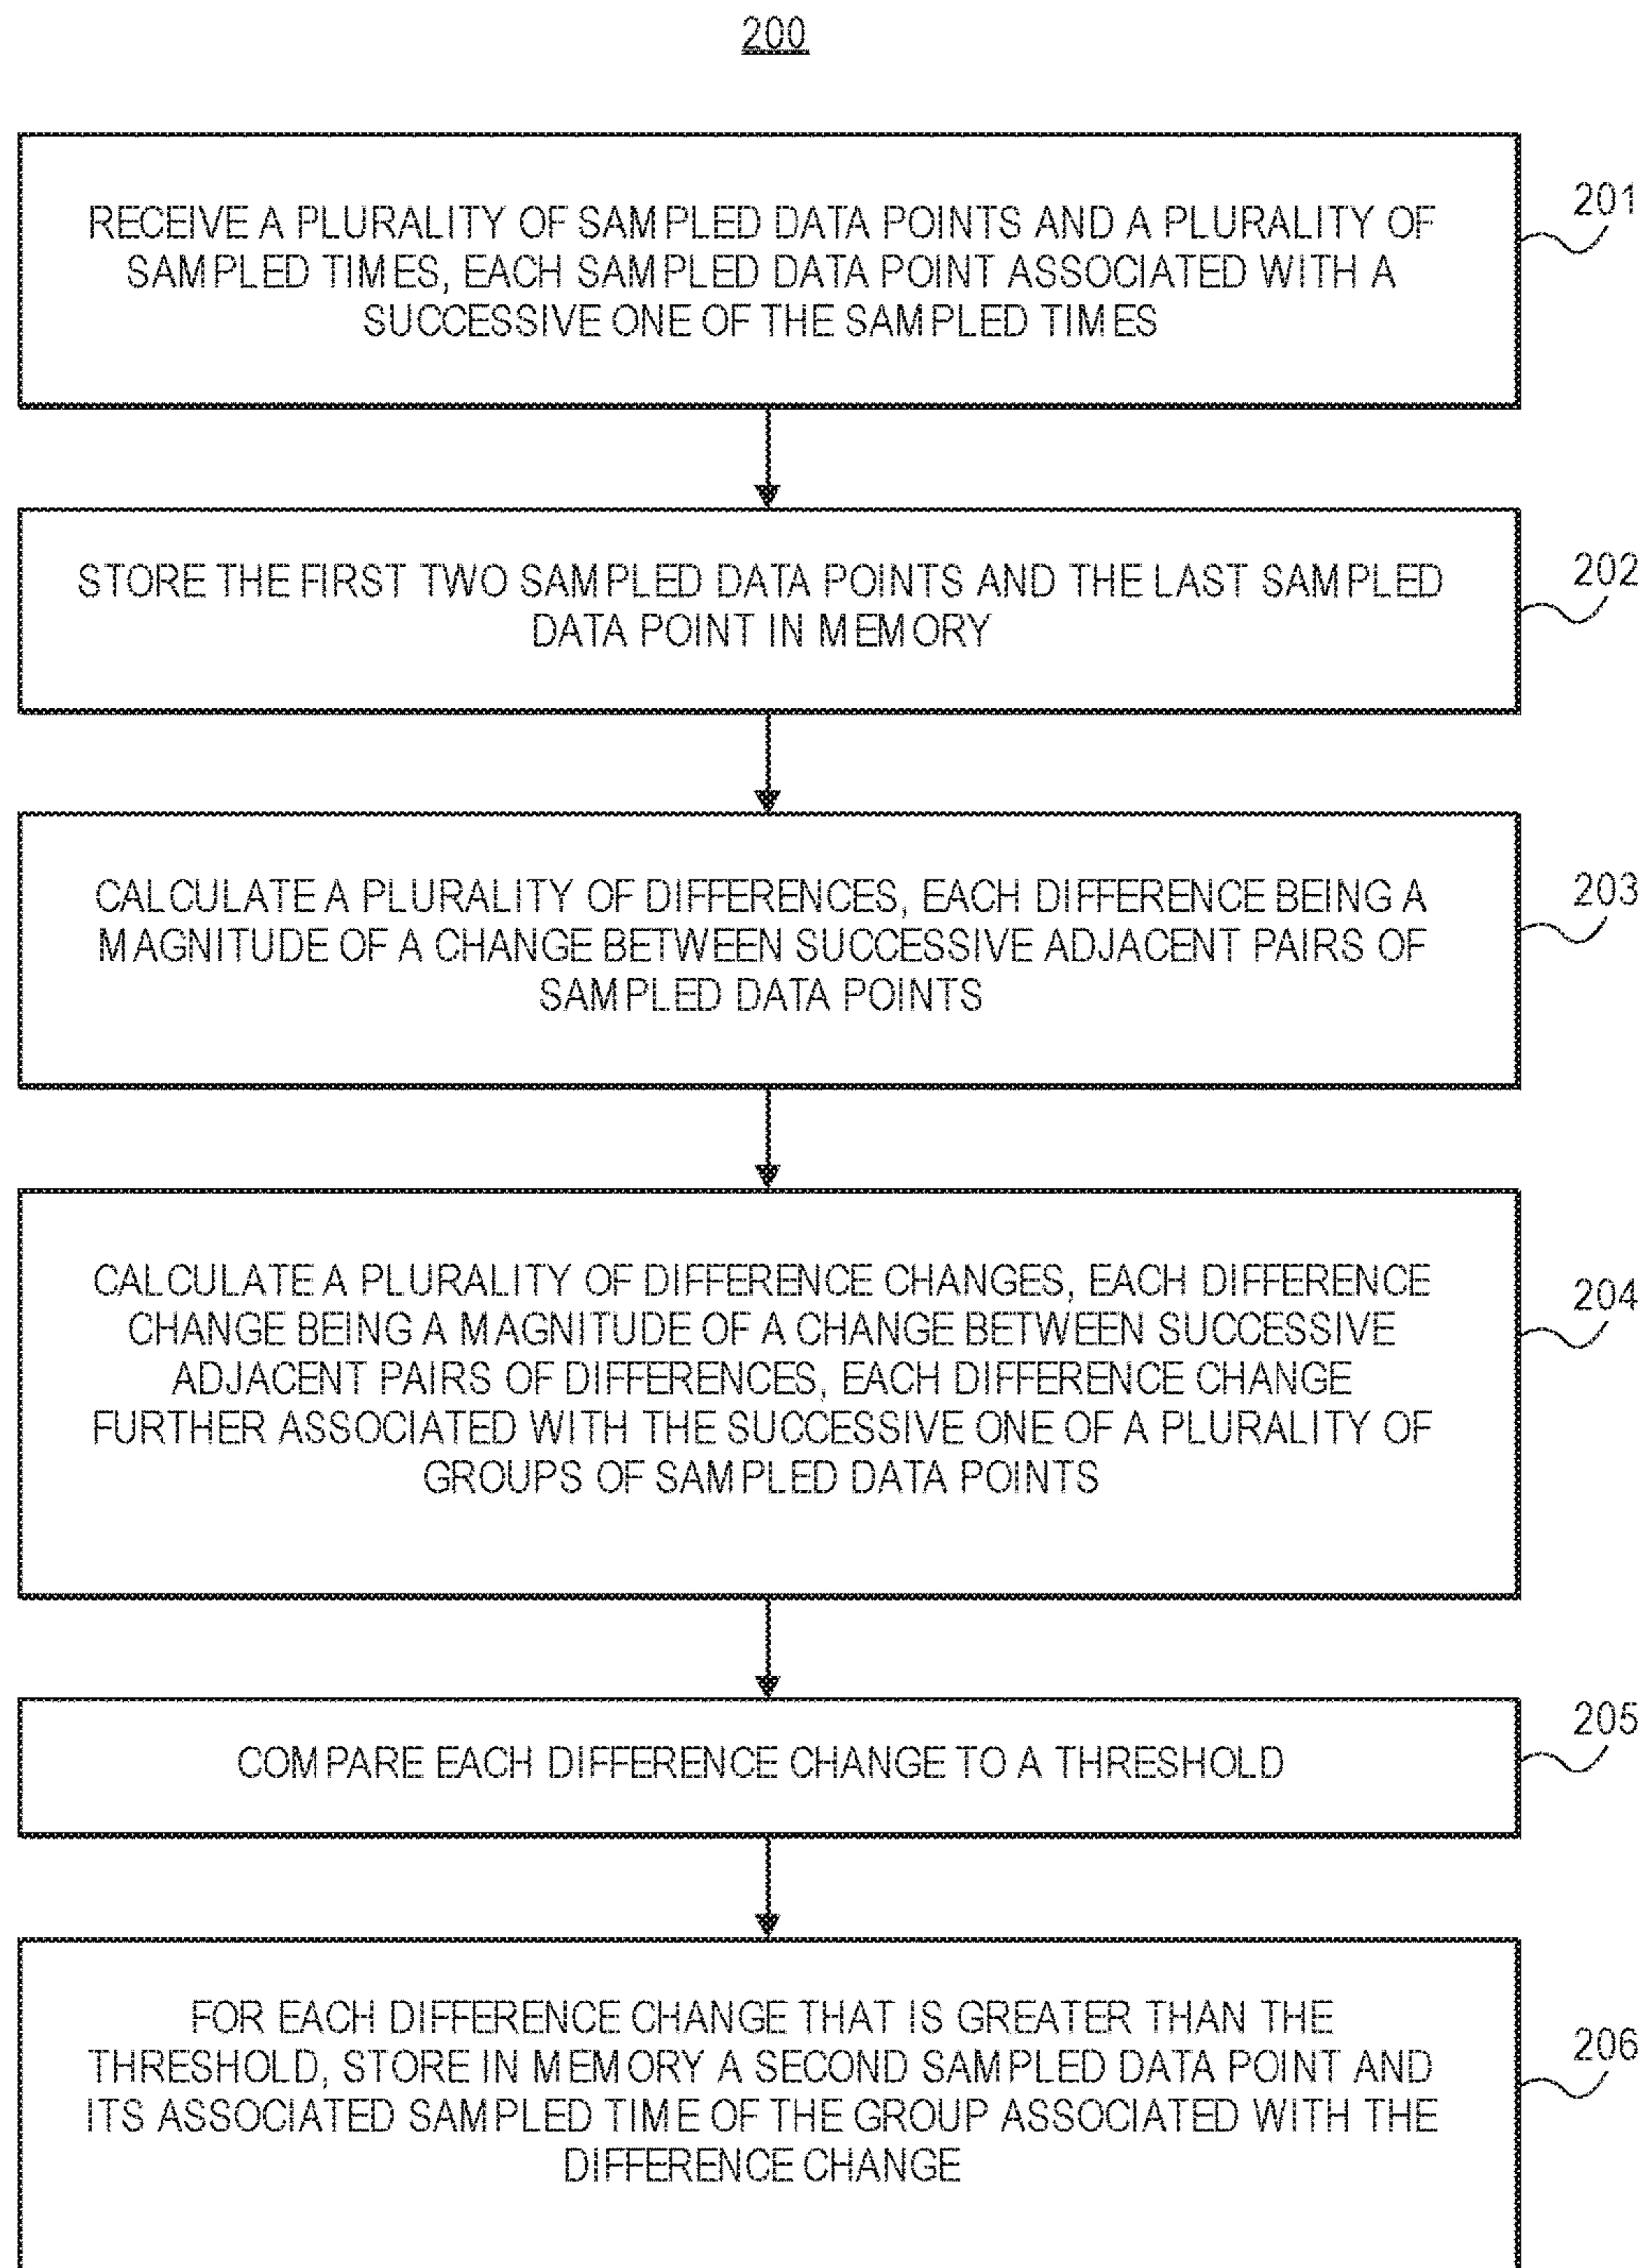 200
RECEIVE A PLURALITY OF SAMPLED DATA POINTS AND A PLURALITY OF
SAMPLED TIMES, EACH SAMPLED DATA POINT ASSOCIATED WITH A
SUCCESSIVE ONE OF THE SAMPLED TIMES
201
STORE THE FIRST TWO SAMPLED DATA POINTS AND THE LAST SAMPLED
DATA POINT IN MEMORY
202
CALCULATE A PLURALITY OF DIFFERENCES, EACH DIFFERENCE BEING A
MAGNITUDE OF A CHANGE BETWEEN SUCCESSIVE ADJACENT PAIRS OF
SAMPLED DATA POINTS
203
CALCULATE A PLURALITY OF DIFFERENCE CHANGES, EACH DIFFERENCE
CHANGE BEING A MAGNITUDE OF A CHANGE BETWEEN SUCCESSIVE
ADJACENT PAIRS OF DIFFERENCES, EACH DIFFERENCE CHANGE
FURTHER ASSOCIATED WITH THE SUCCESSIVE ONE OF A PLURALITY OF
GROUPS OF SAMPLED DATA POINTS
204
COMPARE EACH DIFFERENCE CHANGE TO A THRESHOLD
205
FOR EACH DIFFERENCE CHANGE THAT IS GREATER THAN THE
THRESHOLD, STORE IN MEMORY A SECOND SAMPLED DATA POINT AND
ITS ASSOCIATED SAMPLED TIME OF THE GROUP ASSOCIATED WITH THE
DIFFERENCE CHANGE
206